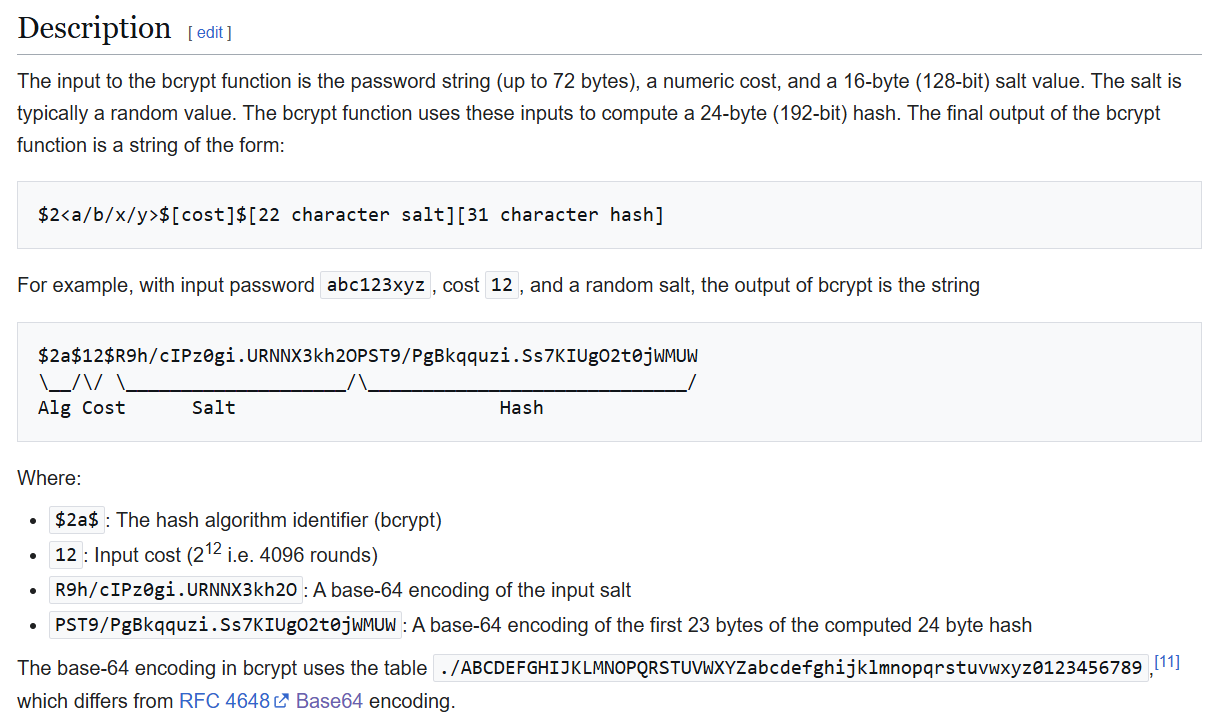 Description [ edit ]
The input to the bcrypt function is the password string (up to 72 bytes), a numeric cost, and a 16-byte (128-bit) salt value. The salt is
typically a random value. The bcrypt function uses these inputs to compute a 24-byte (192-bit) hash. The final output of the bcrypt
function is a string of the form:
$2<a/b/x/y>$[cost]$[22 character salt][31 character hash]
For example, with input password abc123xyz, cost 12, and a random salt, the output of bcrypt is the string
$2a$12$R9h/cIPz0gi.URNNX3kh2OPST9/PgBkqquzi.Ss7KIUgO2t0jWMUW
\__/\/ \____________________/\_____________________________/
Alg Cost      Salt                        Hash
Where:
• $2a$: The hash algorithm identifier (bcrypt)
• 12: Input cost (2^12 i.e. 4096 rounds)
• R9h/cIPz0gi.URNNX3kh2O: A base-64 encoding of the input salt
• PST9/PgBkqquzi.Ss7KIUgO2t0jWMUW: A base-64 encoding of the first 23 bytes of the computed 24 byte hash
The base-64 encoding in bcrypt uses the table ./ABCDEFGHIJKLMNOPQRSTUVWXYZabcdefghijklmnopqrstuvwxyz0123456789,[11]
which differs from RFC 4648 Base64 encoding.